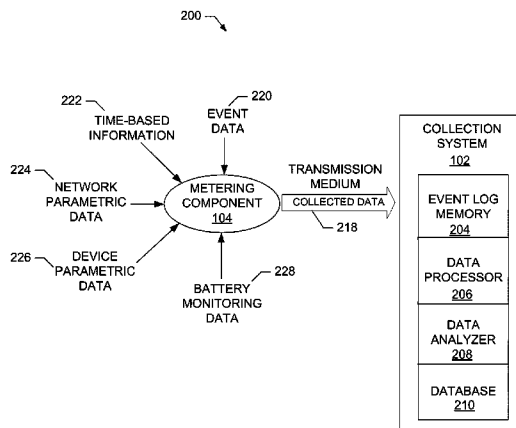 200
222
TIME-BASED
INFORMATION
220
EVENT
DATA
224
NETWORK
PARAMETRIC
DATA
METERING
COMPONENT
104
TRANSMISSION
MEDIUM
COLLECTED DATA
218
226
DEVICE
PARAMETRIC
DATA
228
BATTERY
MONITORING
DATA
COLLECTION
SYSTEM
102
EVENT LOG
MEMORY
204
DATA
PROCESSOR
206
DATA
ANALYZER
208
DATABASE
210